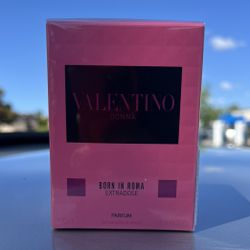 VALENTINO
DONNA
BORN IN ROMA
EXTRADOSE
PARFUM